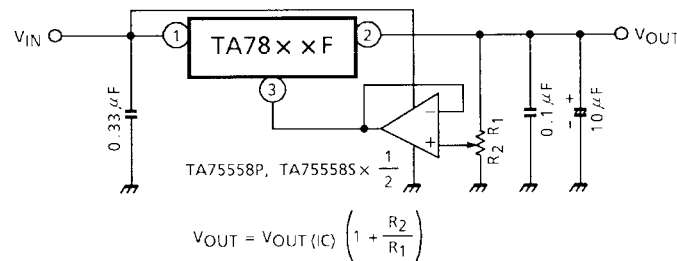 VIN
1
TA78××F
2
VOUT
3
0.33μF
−
+
R1
R2
0.1μF
+
−
10μF
TA75558P, TA75558S× 1/2
VOUT = VOUT (IC) (1 + R2/R1)